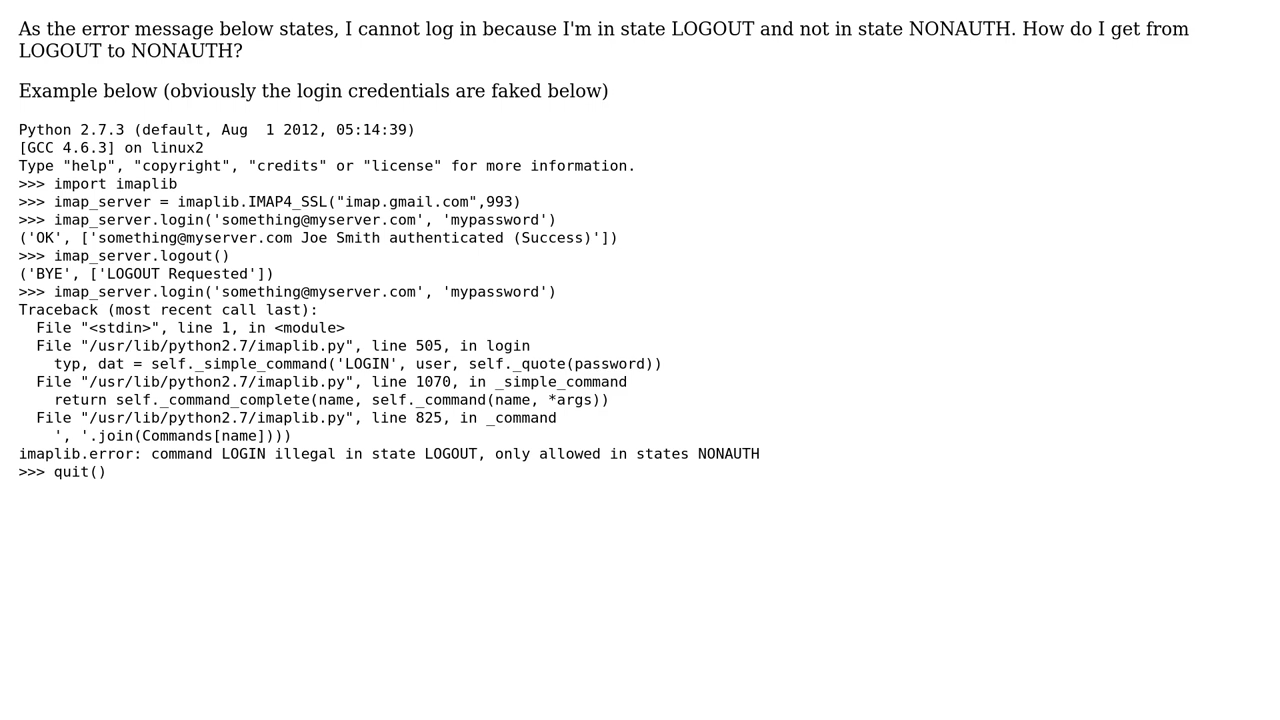 As the error message below states, I cannot log in because I'm in state LOGOUT and not in state NONAUTH. How do I get from
LOGOUT to NONAUTH?
Example below (obviously the login credentials are faked below)
Python 2.7.3 (default, Aug  1 2012, 05:14:39)
[GCC 4.6.3] on linux2
Type "help", "copyright", "credits" or "license" for more information.
>>> import imaplib
>>> imap_server = imaplib.IMAP4_SSL("imap.gmail.com",993)
>>> imap_server.login('something@myserver.com', 'mypassword')
('OK', ['something@myserver.com Joe Smith authenticated (Success)'])
>>> imap_server.logout()
('BYE', ['LOGOUT Requested'])
>>> imap_server.login('something@myserver.com', 'mypassword')
Traceback (most recent call last):
  File "<stdin>", line 1, in <module>
  File "/usr/lib/python2.7/imaplib.py", line 505, in login
    typ, dat = self._simple_command('LOGIN', user, self._quote(password))
  File "/usr/lib/python2.7/imaplib.py", line 1070, in _simple_command
    return self._command_complete(name, self._command(name, *args))
  File "/usr/lib/python2.7/imaplib.py", line 825, in _command
    ', '.join(Commands[name])))
imaplib.error: command LOGIN illegal in state LOGOUT, only allowed in states NONAUTH
>>> quit()